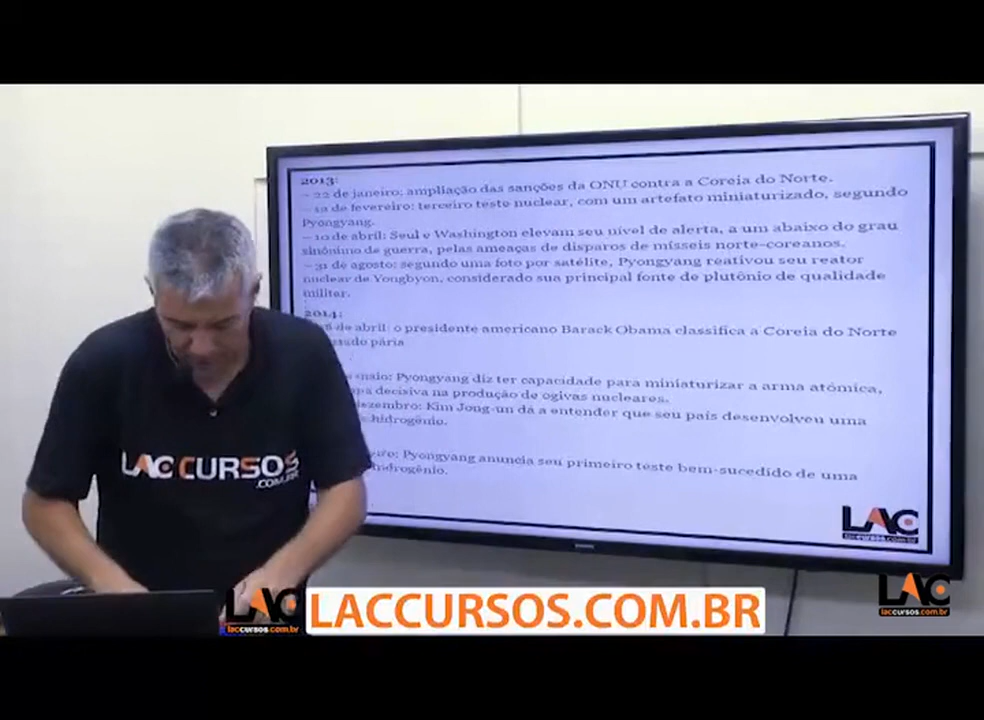 2013:
– 22 de janeiro: ampliação das sanções da ONU contra a Coreia do Norte.
– 12 de fevereiro: terceiro teste nuclear, com um artefato miniaturizado, segundo
Pyongyang.
– 10 de abril: Seul e Washington elevam seu nível de alerta, a um abaixo do grau
sinônimo de guerra, pelas ameaças de disparos de mísseis norte-coreanos.
– 31 de agosto: segundo uma foto por satélite, Pyongyang reativou seu reator
nuclear de Yongbyon, considerado sua principal fonte de plutônio de qualidade
militar.
2014:
de abril: o presidente americano Barack Obama classifica a Coreia do Norte
pária
maio: Pyongyang diz ter capacidade para miniaturizar a arma atômica,
decisiva na produção de ogivas nucleares.
dezembro: Kim Jong-un dá a entender que seu país desenvolveu uma
hidrogênio.
Pyongyang anuncia seu primeiro teste bem-sucedido de uma
hidrogênio.
LAC CURSOS
.COM.BR
LAC
laccursos.com.br
LAC
laccursos.com.br
LACCURSOS.COM.BR
LAC
laccursos.com.br